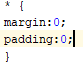 * {
margin:0;
padding:0;
}